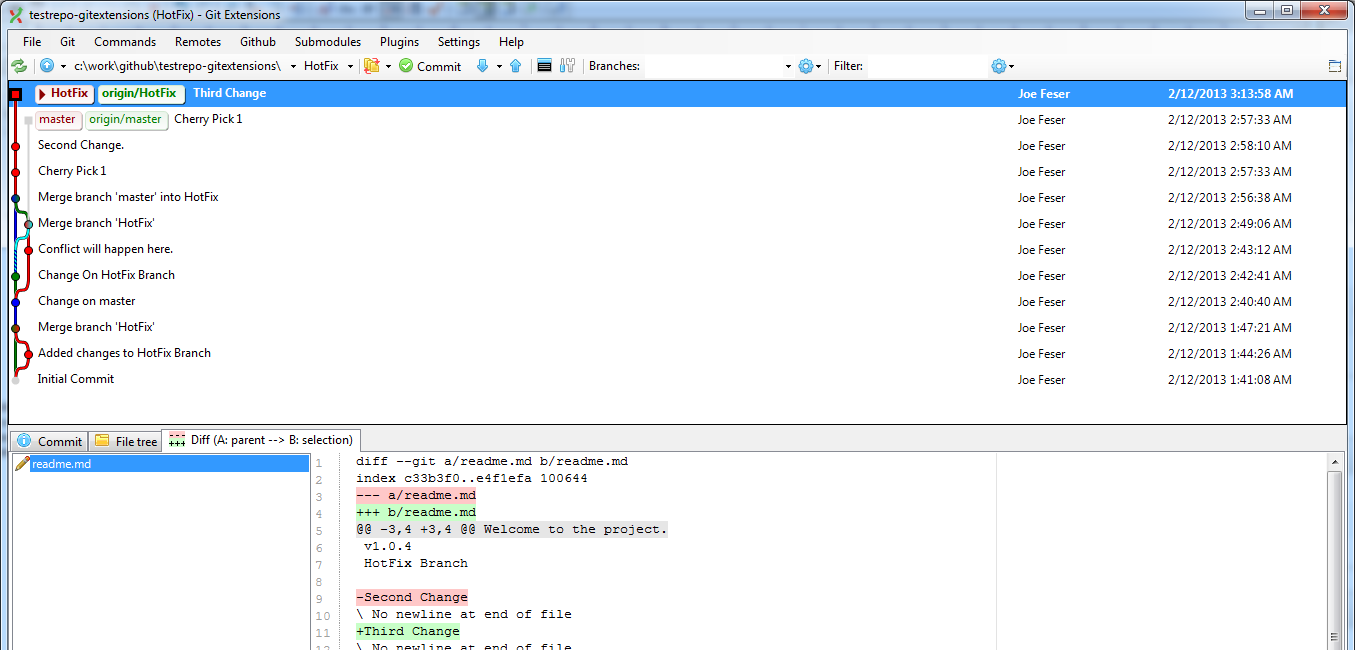 testrepo-gitextensions (HotFix) - Git Extensions
File Git Commands Remotes Github Submodules Plugins Settings Help
c:\work\github\testrepo-gitextensions\ HotFix Commit Branches: Filter:
HotFix origin/HotFix Third Change Joe Feser 2/12/2013 3:13:58 AM
master origin/master Cherry Pick 1 Joe Feser 2/12/2013 2:57:33 AM
Second Change. Joe Feser 2/12/2013 2:58:10 AM
Cherry Pick 1 Joe Feser 2/12/2013 2:57:33 AM
Merge branch 'master' into HotFix Joe Feser 2/12/2013 2:56:38 AM
Merge branch 'HotFix' Joe Feser 2/12/2013 2:49:06 AM
Conflict will happen here. Joe Feser 2/12/2013 2:43:12 AM
Change On HotFix Branch Joe Feser 2/12/2013 2:42:41 AM
Change on master Joe Feser 2/12/2013 2:40:40 AM
Merge branch 'HotFix' Joe Feser 2/12/2013 1:47:21 AM
Added changes to HotFix Branch Joe Feser 2/12/2013 1:44:26 AM
Initial Commit Joe Feser 2/12/2013 1:41:08 AM
Commit File tree Diff (A: parent --> B: selection)
readme.md
1 diff --git a/readme.md b/readme.md
2 index c33b3f0..e4f1efa 100644
3 --- a/readme.md
4 +++ b/readme.md
5 @@ -3,4 +3,4 @@ Welcome to the project.
6 v1.0.4
7 HotFix Branch
8
9 -Second Change
10 \ No newline at end of file
11 +Third Change
12 \ No newline at end of file